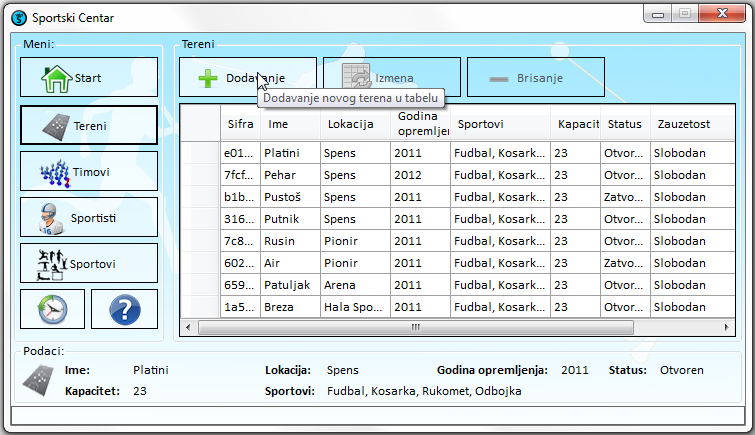 Sportski Centar
Meni:
Start
Tereni
Timovi
Sportisti
Sportovi
Tereni
Dodavanje Izmena Brisanje
Dodavanje novog terena u tabelu
Sifra Ime Lokacija Godina opremljen Sportovi Kapacit Status Zauzetost
e01... Platini Spens 2011 Fudbal, Kosark... 23 Otvor... Slobodan
7fcf... Pehar Spens 2012 Fudbal, Kosark... 23 Otvor... Slobodan
b1b... Pustoš Spens 2011 Fudbal, Kosark... 23 Zatvo... Slobodan
316... Putnik Spens 2011 Fudbal, Kosark... 23 Otvor... Slobodan
7c8... Rusin Pionir 2011 Fudbal, Kosark... 23 Otvor... Slobodan
602... Air Pionir 2011 Fudbal, Kosark... 23 Zatvo... Slobodan
659... Patuljak Arena 2011 Fudbal, Kosark... 23 Otvor... Slobodan
1a5... Breza Hala Spo... 2011 Fudbal, Kosark... 23 Otvor... Slobodan
Podaci:
Ime: Platini Lokacija: Spens Godina opremljenja: 2011 Status: Otvoren
Kapacitet: 23 Sportovi: Fudbal, Kosarka, Rukomet, Odbojka